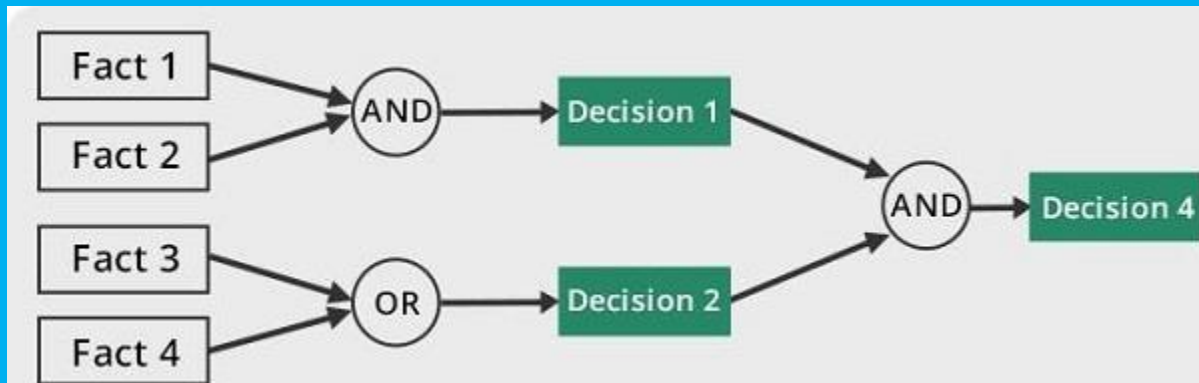 Fact 1
Fact 2
AND
Decision 1
Fact 3
Fact 4
OR
Decision 2
AND
Decision 4